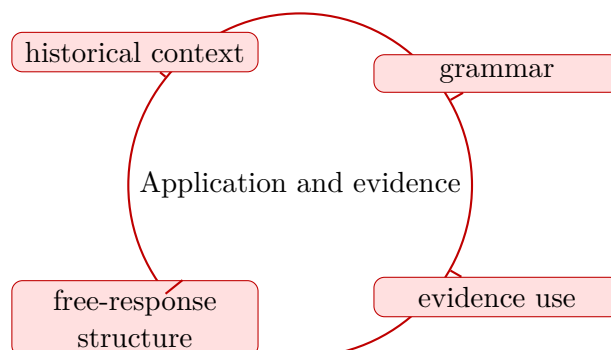 historical context
grammar
Application and evidence
free-response
structure
evidence use